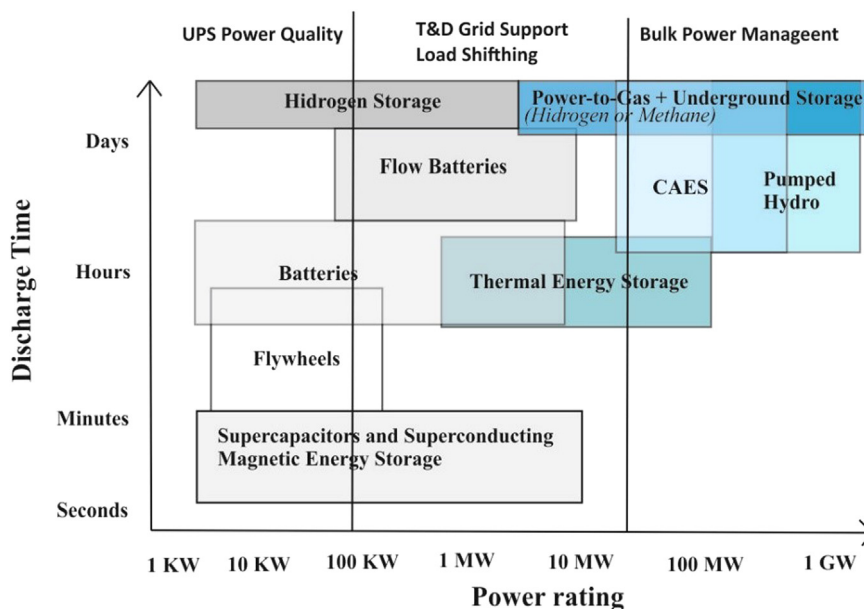 UPS Power Quality
T&D Grid Support
Load Shifthing
Bulk Power Manageent
Discharge Time
Days
Hours
Minutes
Seconds
Hidrogen Storage
Power-to-Gas + Underground Storage
(Hidrogen or Methane)
Flow Batteries
CAES
Pumped
Hydro
Batteries
Thermal Energy Storage
Flywheels
Supercapacitors and Superconducting
Magnetic Energy Storage
1 KW
10 KW
100 KW
1 MW
10 MW
100 MW
1 GW
Power rating